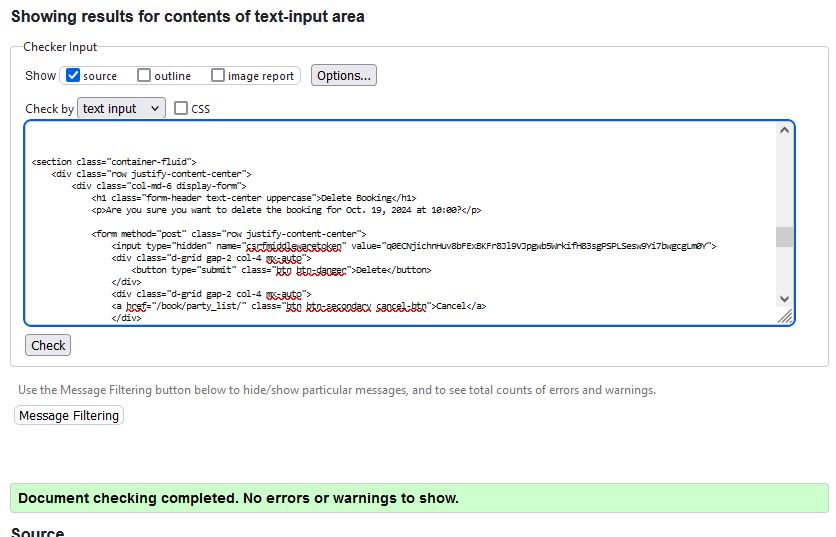 Showing results for contents of text-input area
Checker Input
Show source outline image report Options...
Check by text input CSS
<section class="container-fluid">
<div class="row justify-content-center">
<div class="col-md-6 display-form">
<h1 class="form-header text-center uppercase">Delete Booking</h1>
<p>Are you sure you want to delete the booking for Oct. 19, 2024 at 10:00?</p>
<form method="post" class="row justify-content-center">
<input type="hidden" name="csrfmiddlewaretoken" value="
<div class="d-grid gap-2 col-4 mx-auto">
<button type="submit" class="btn btn-danger">Delete</button>
</div>
<div class="d-grid gap-2 col-4 mx-auto">
<a href="/book/party_list/" class="btn btn-secondary cancel-btn">Cancel</a>
</div>
Check
Use the Message Filtering button below to hide/show particular messages, and to see total counts of errors and warnings.
Message Filtering
Document checking completed. No errors or warnings to show.
Source